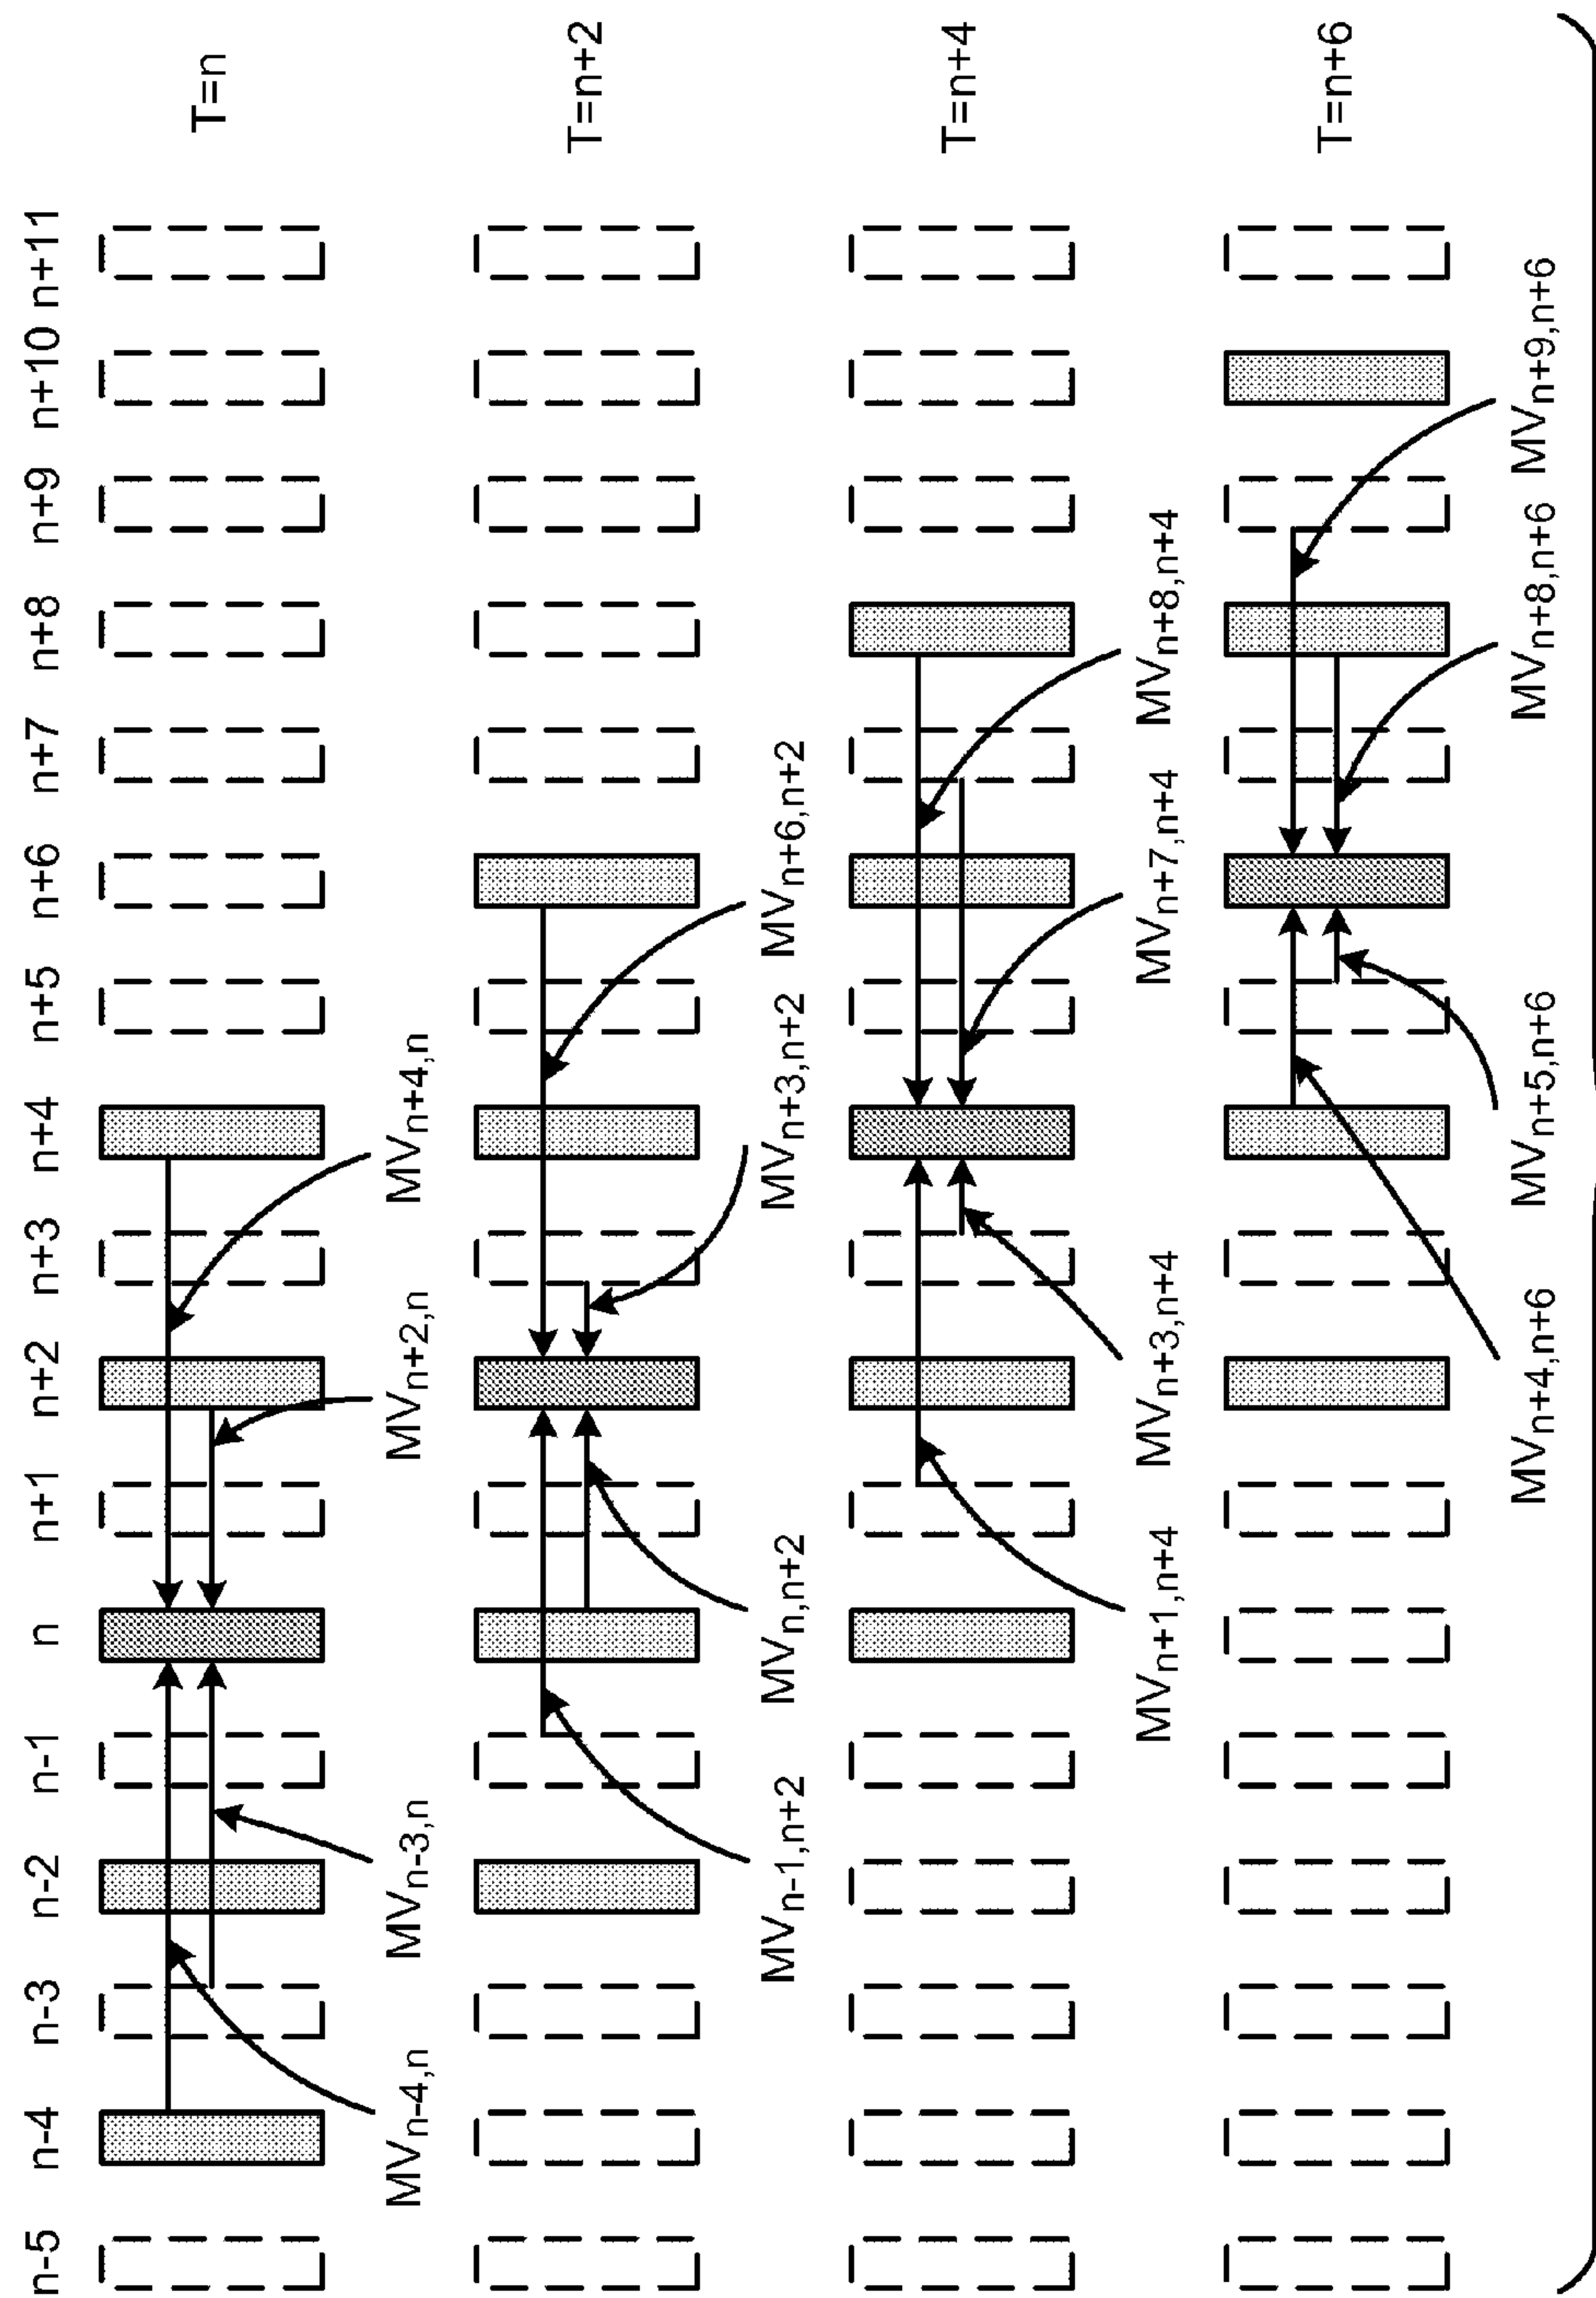 n-5 n-4 n-3 n-2 n-1 n n+1 n+2 n+3 n+4 n+5 n+6 n+7 n+8 n+9 n+10 n+11
T=n
MVn-4,n MVn-3,n MVn+2,n MVn+4,n
T=n+2
MVn-1,n+2 MVn,n+2 MVn+3,n+2 MVn+6,n+2
T=n+4
MVn+1,n+4 MVn+3,n+4 MVn+7,n+4 MVn+8,n+4
T=n+6
MVn+4,n+6 MVn+5,n+6 MVn+8,n+6 MVn+9,n+6